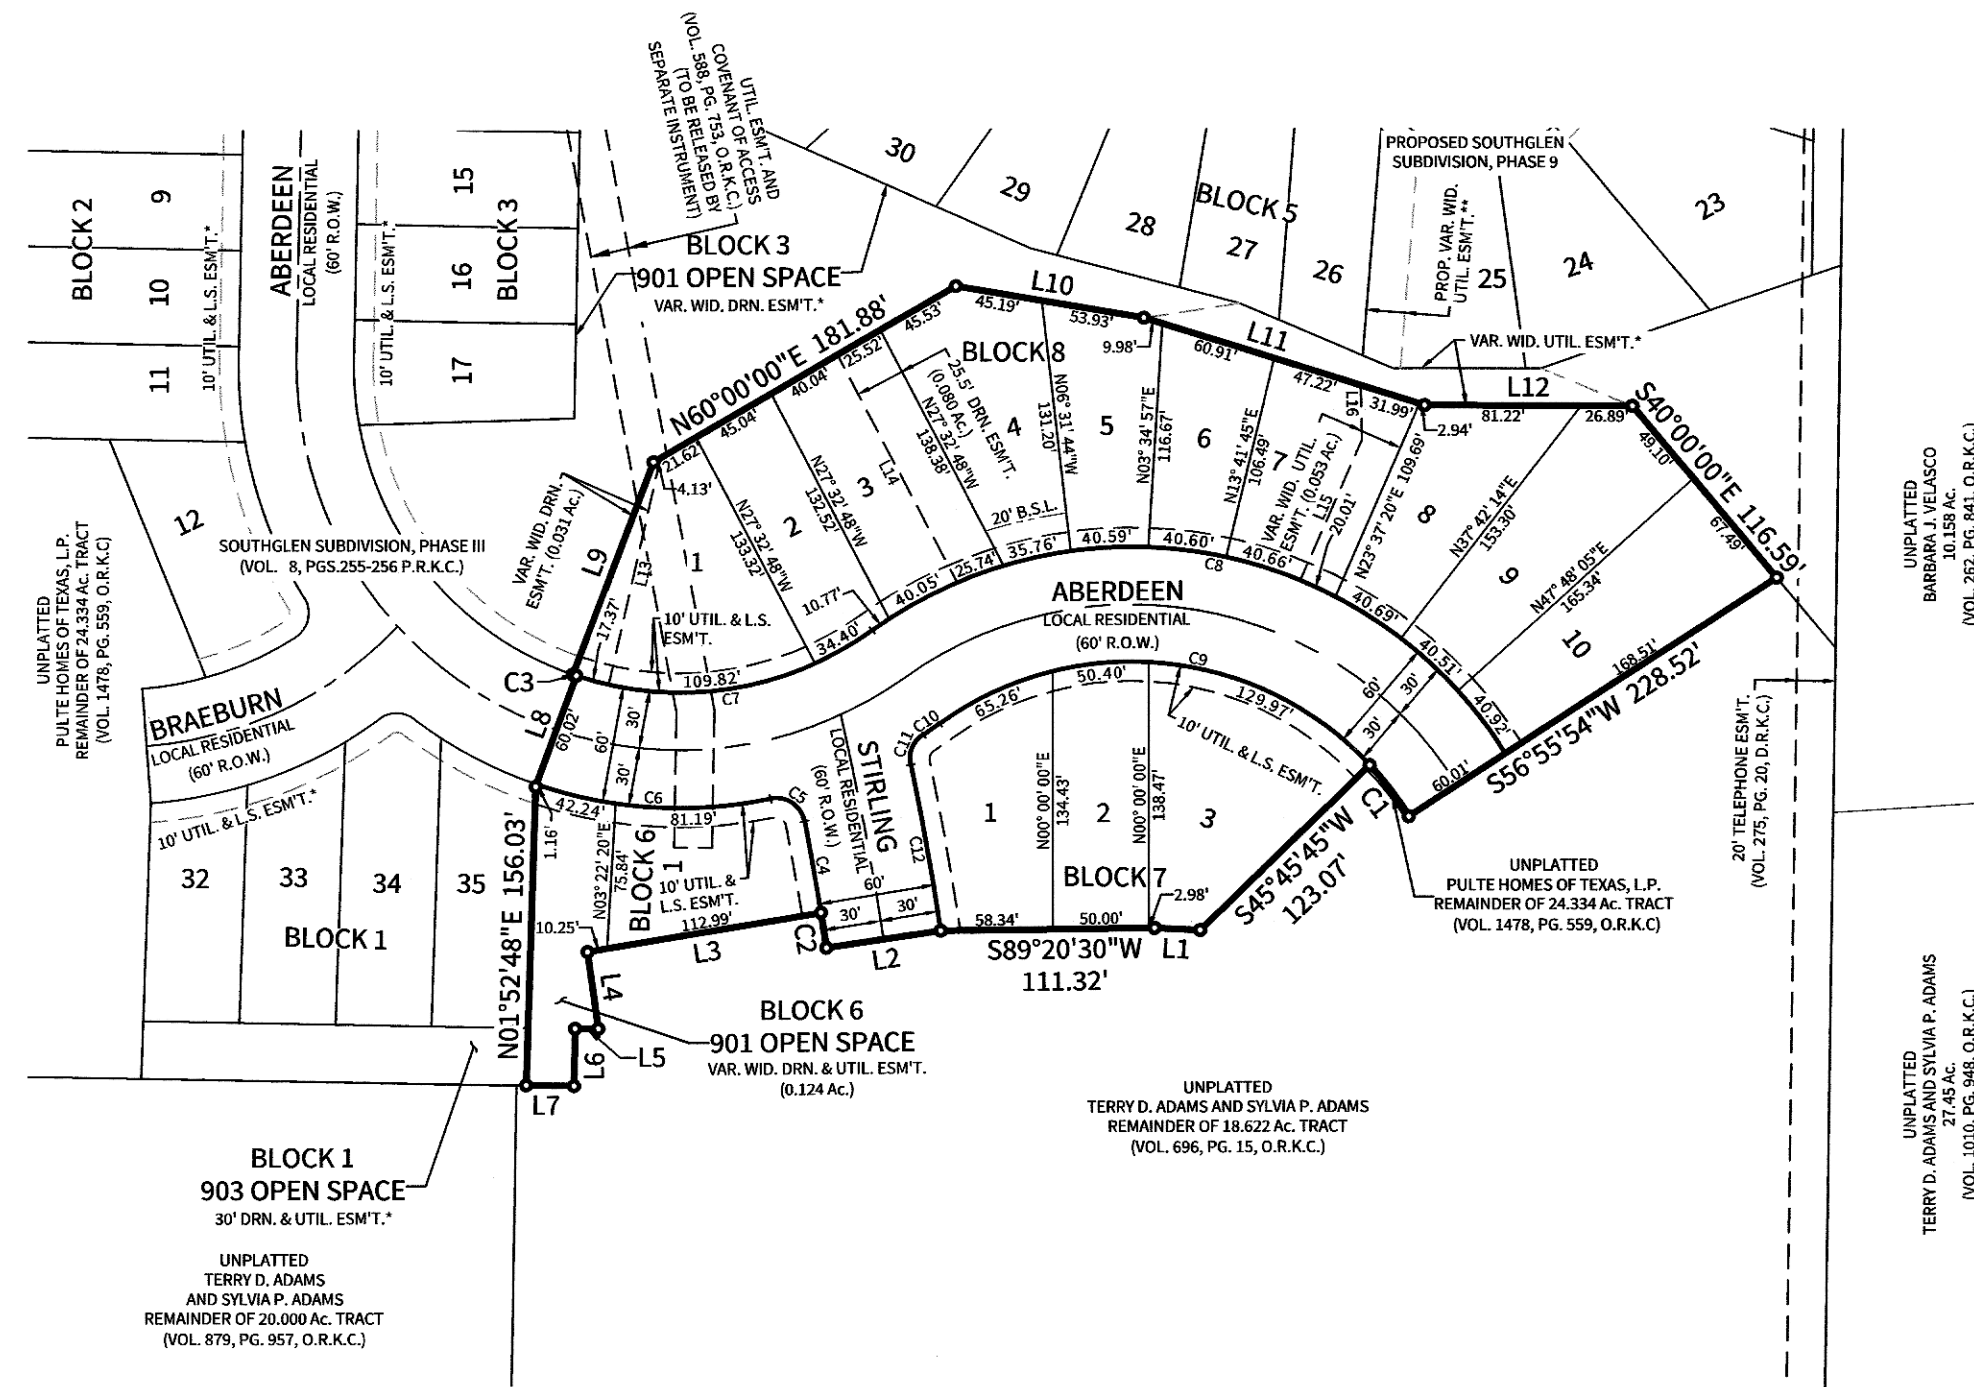 UTIL. ESM'T. AND
COVENANT OF ACCESS
(VOL. 588, PG. 753, O.R.K.C.)
(TO BE RELEASED BY
SEPARATE INSTRUMENT)
BLOCK 2
9
10
11
12
10' UTIL. & L.S. ESM'T.*
ABERDEEN
LOCAL RESIDENTIAL
(60' R.O.W.)
10' UTIL. & L.S. ESM'T.*
15
16
17
BLOCK 3
BLOCK 3
901 OPEN SPACE
VAR. WID. DRN. ESM'T.*
30
29
28
BLOCK 5
27
26
25
24
23
PROPOSED SOUTHGLEN
SUBDIVISION, PHASE 9
PROP. VAR. WID.
UTIL. ESM'T.**
VAR. WID. UTIL. ESM'T.*
N60°00'00"E 181.88'
21.62'
45.04'
40.04'
25.52'
45.53'
4.13'
L10
45.19'
53.93'
9.98'
L11
60.91'
47.22'
31.99'
L16
L12
2.94'
81.22'
26.89'
S40°00'00"E 116.59'
49.10'
67.49'
BLOCK 8
1
2
3
4
5
6
7
8
9
10
N27° 32' 48"W
133.32'
N27° 32' 48"W
132.52'
L14
25.5' DRN. ESM'T.
(0.080 Ac.)
N27° 32' 48"W
138.38'
N06° 31' 44"W
131.20'
N03° 34' 57"E
116.67'
N13° 41' 45"E
106.49'
VAR. WID. UTIL.
ESM'T. (0.053 Ac.)
L15
20.01'
N23° 37' 20"E 109.69'
N37° 42' 14"E
153.30'
N47° 48' 05"E
165.34'
20' B.S.L.
SOUTHGLEN SUBDIVISION, PHASE III
(VOL. 8, PGS.255-256 P.R.K.C.)
VAR. WID. DRN.
ESM'T. (0.031 Ac.)
L9
L13
17.37'
10' UTIL. & L.S.
ESM'T.
10.77'
34.40'
40.05'
25.74'
35.76'
40.59'
40.60'
C8
40.66'
40.69'
40.51'
40.92'
109.82'
C7
C3
L8
60.02'
60'
30'
30'
ABERDEEN
LOCAL RESIDENTIAL
(60' R.O.W.)
60'
30'
30'
60.01'
168.51'
S56°55'54"W 228.52'
20' TELEPHONE ESM'T.
(VOL. 275, PG. 20, D.R.K.C.)
UNPLATTED
BARBARA J. VELASCO
10.158 Ac.
(VOL. 262, PG. 841, O.R.K.C.)
UNPLATTED
PULTE HOMES OF TEXAS, L.P.
REMAINDER OF 24.334 Ac. TRACT
(VOL. 1478, PG. 559, O.R.K.C)
BRAEBURN
LOCAL RESIDENTIAL
(60' R.O.W.)
10' UTIL. & L.S. ESM'T.*
32
33
34
35
BLOCK 1
N01°52'48"E 156.03'
1.16'
42.24'
C6
81.19'
C5
N03° 22' 20"E
75.84'
BLOCK 6
1
10' UTIL. &
L.S. ESM'T.
10.25'
112.99'
L3
C4
STIRLING
LOCAL RESIDENTIAL
(60' R.O.W.)
60'
30'
30'
C2
L2
C12
C11
C10
65.26'
50.40'
C9
129.97'
10' UTIL. & L.S. ESM'T.
1
N00° 00' 00"E
134.43'
2
N00° 00' 00"E
138.47'
3
BLOCK 7
2.98'
58.34'
50.00'
S89°20'30"W
111.32'
L1
S45°45'45"W
123.07'
C1
UNPLATTED
PULTE HOMES OF TEXAS, L.P.
REMAINDER OF 24.334 Ac. TRACT
(VOL. 1478, PG. 559, O.R.K.C)
L4
L5
L6
L7
BLOCK 6
901 OPEN SPACE
VAR. WID. DRN. & UTIL. ESM'T.
(0.124 Ac.)
BLOCK 1
903 OPEN SPACE
30' DRN. & UTIL. ESM'T.*
UNPLATTED
TERRY D. ADAMS
AND SYLVIA P. ADAMS
REMAINDER OF 20.000 Ac. TRACT
(VOL. 879, PG. 957, O.R.K.C.)
UNPLATTED
TERRY D. ADAMS AND SYLVIA P. ADAMS
REMAINDER OF 18.622 Ac. TRACT
(VOL. 696, PG. 15, O.R.K.C.)
UNPLATTED
TERRY D. ADAMS AND SYLVIA P. ADAMS
27.45 Ac.
(VOL. 1010, PG. 948, O.R.K.C.)